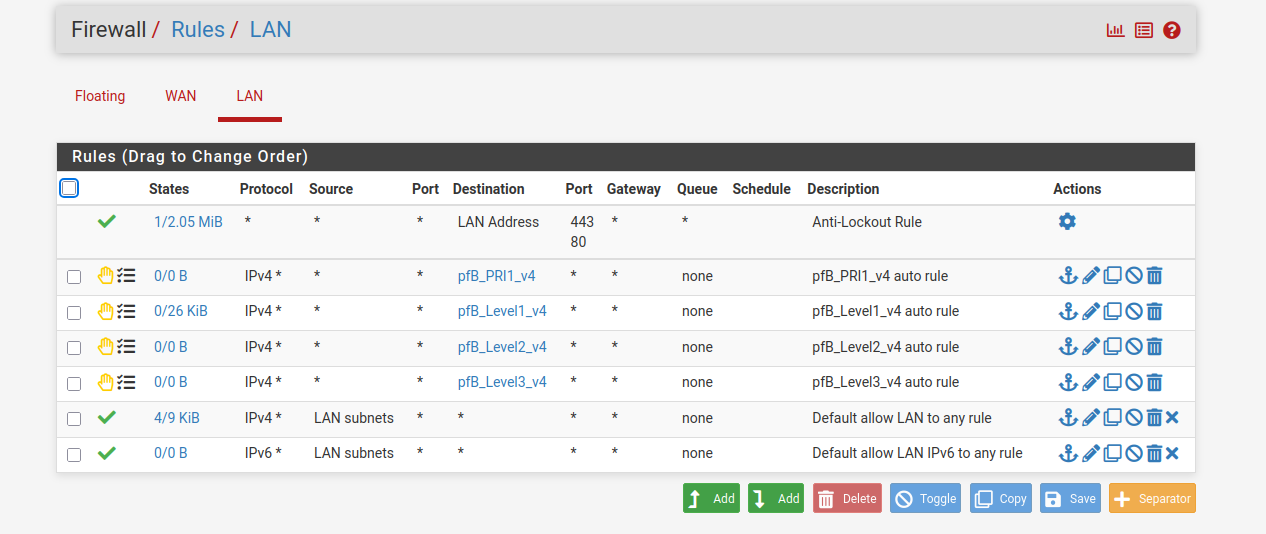 Firewall / Rules / LAN
Floating WAN LAN
Rules (Drag to Change Order)
States Protocol Source Port Destination Port Gateway Queue Schedule Description Actions
1/2.05 MiB * * * LAN Address 443 * * Anti-Lockout Rule
80
0/0 B IPv4 * * * pfB_PRI1_v4 * * none pfB_PRI1_v4 auto rule
0/26 KiB IPv4 * * * pfB_Level1_v4 * * none pfB_Level1_v4 auto rule
0/0 B IPv4 * * * pfB_Level2_v4 * * none pfB_Level2_v4 auto rule
0/0 B IPv4 * * * pfB_Level3_v4 * * none pfB_Level3_v4 auto rule
4/9 KiB IPv4 * LAN subnets * * * * none Default allow LAN to any rule
0/0 B IPv6 * LAN subnets * * * * none Default allow LAN IPv6 to any rule
Add Add Delete Toggle Copy Save Separator